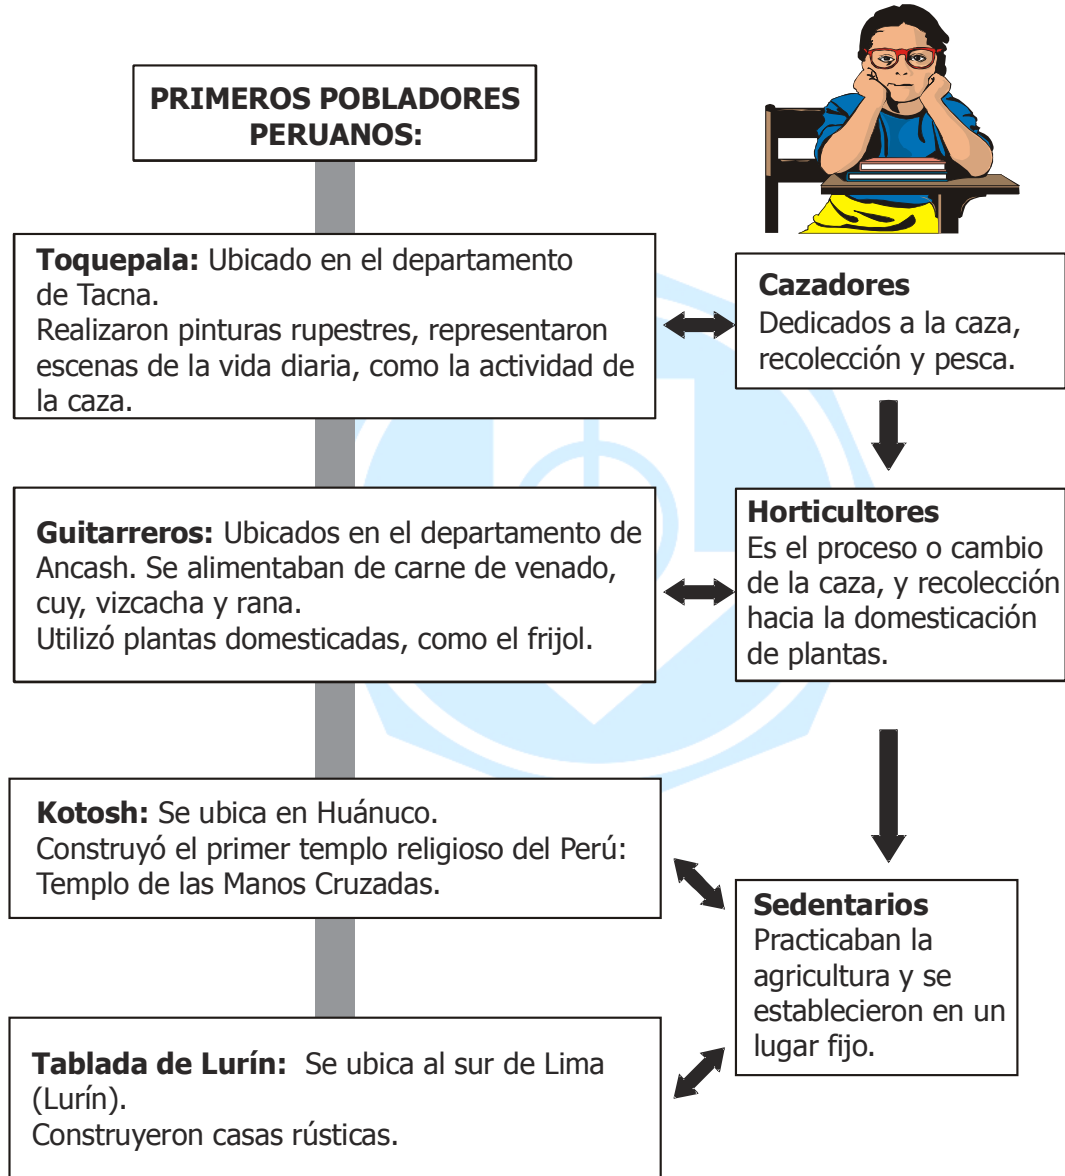 PRIMEROS POBLADORES
PERUANOS:
Toquepala: Ubicado en el departamento
de Tacna.
Realizaron pinturas rupestres, representaron
escenas de la vida diaria, como la actividad de
la caza.
Cazadores
Dedicados a la caza,
recolección y pesca.
Guitarreros: Ubicados en el departamento de
Ancash. Se alimentaban de carne de venado,
cuy, vizcacha y rana.
Utilizó plantas domesticadas, como el frijol.
Horticultores
Es el proceso o cambio
de la caza, y recolección
hacia la domesticación
de plantas.
Kotosh: Se ubica en Huánuco.
Construyó el primer templo religioso del Perú:
Templo de las Manos Cruzadas.
Sedentarios
Practicaban la
agricultura y se
establecieron en un
lugar fijo.
Tablada de Lurín: Se ubica al sur de Lima
(Lurín).
Construyeron casas rústicas.